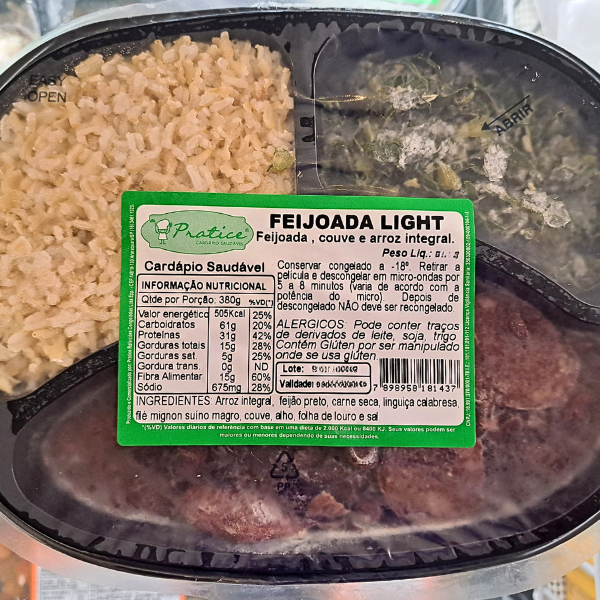 EASY
OPEN
ABRIR
Pratice
CARDÁPIO SAUDÁVEL
FEIJOADA LIGHT
Feijoada , couve e arroz integral.
Peso Liq.:
Cardápio Saudável
INFORMAÇÃO NUTRICIONAL
Qtde por Porção: 380g %VD(*)
Valor energético 505Kcal 25%
Carboidratos 61g 20%
Proteínas 31g 42%
Gorduras totais 15g 28%
Gorduras sat. 5g 25%
Gordura trans. 0g ND
Fibra Alimentar 15g 60%
Sódio 675mg 28%
Conservar congelado a -18º. Retirar a
película e descongelar em micro-ondas por
5 a 8 minutos (varia de acordo com a
potência do micro). Depois de
descongelado NÃO deve ser recongelado.
ALERGICOS: Pode conter traços
de derivados de leite, soja, trigo
Contém Glúten por ser manipulado
onde se usa glúten.
Lote:
Validade:
7 898958 181437
INGREDIENTES: Arroz integral, feijão preto, carne seca, linguiça calabresa,
filé mignon suíno magro, couve, alho, folha de louro e sal
*(%VD) Valores diários de referência com base em uma dieta de 2.000 Kcal ou 8400 KJ. Seus valores podem ser
maiores ou menores dependendo de suas necessidades.
5
PP